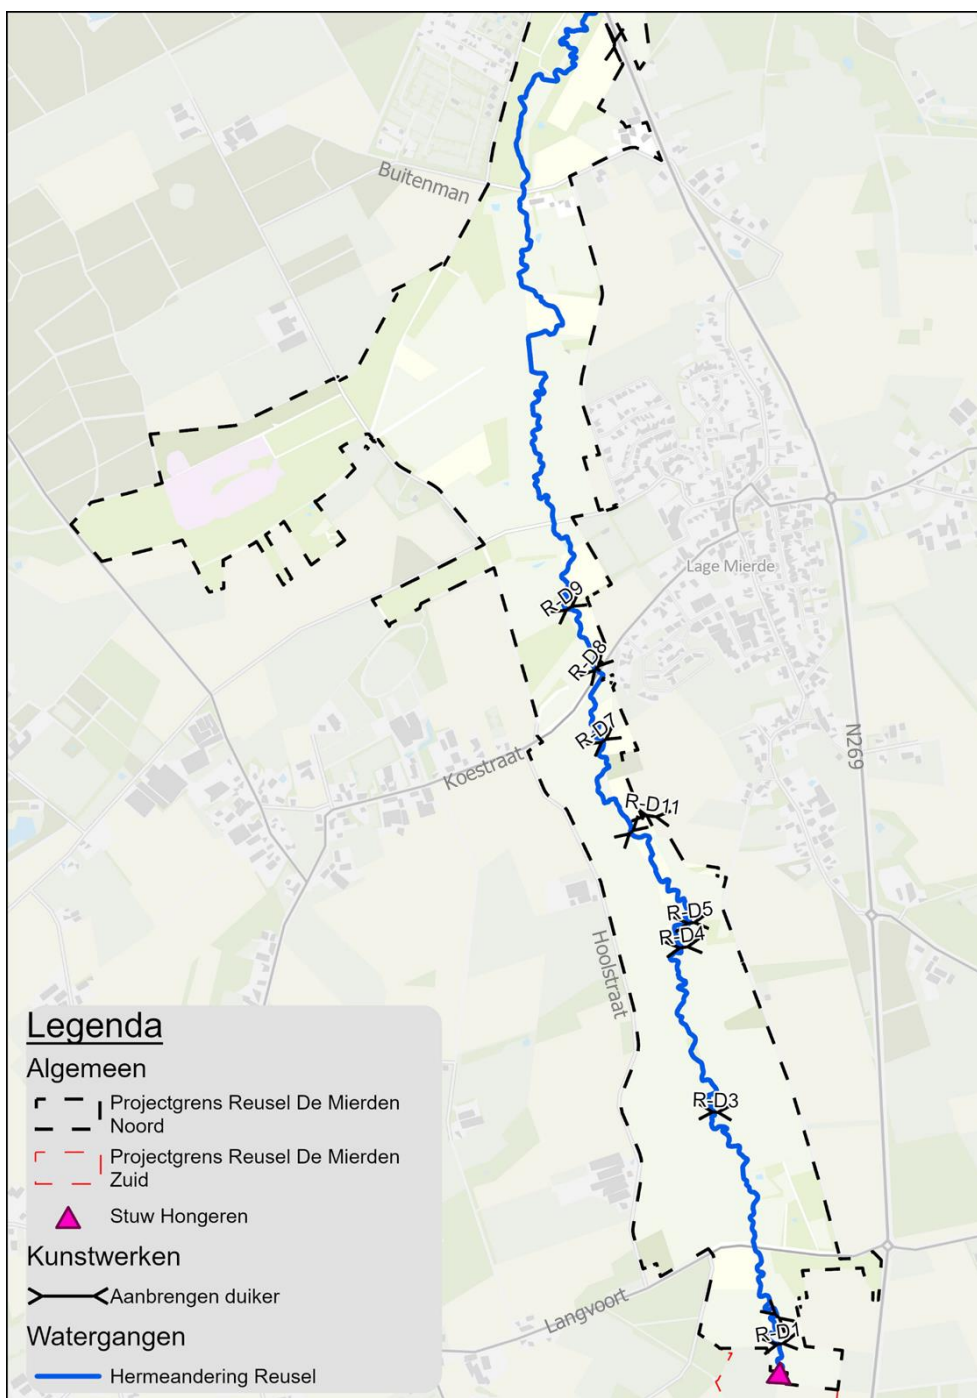 Buitenman
Lage Mierde
R-D9
R-D8
R-D7
Koestraat
N269
R-D11
R-D5
R-D4
Hoolstraat
R-D3
Langvoort
R-D1
Legenda
Algemeen
Projectgrens Reusel De Mierden
Noord
Projectgrens Reusel De Mierden
Zuid
Stuw Hongeren
Kunstwerken
Aanbrengen duiker
Watergangen
Hermeandering Reusel